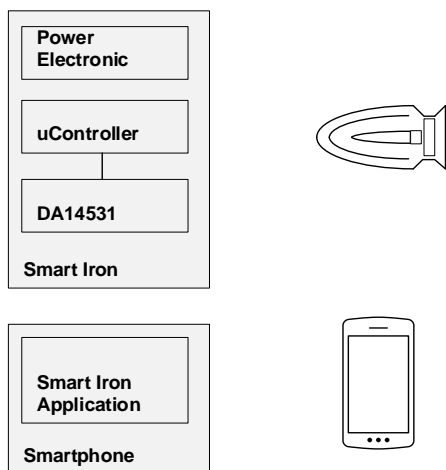 Power
Electronic
uController
DA14531
Smart Iron
Smart Iron
Application
Smartphone